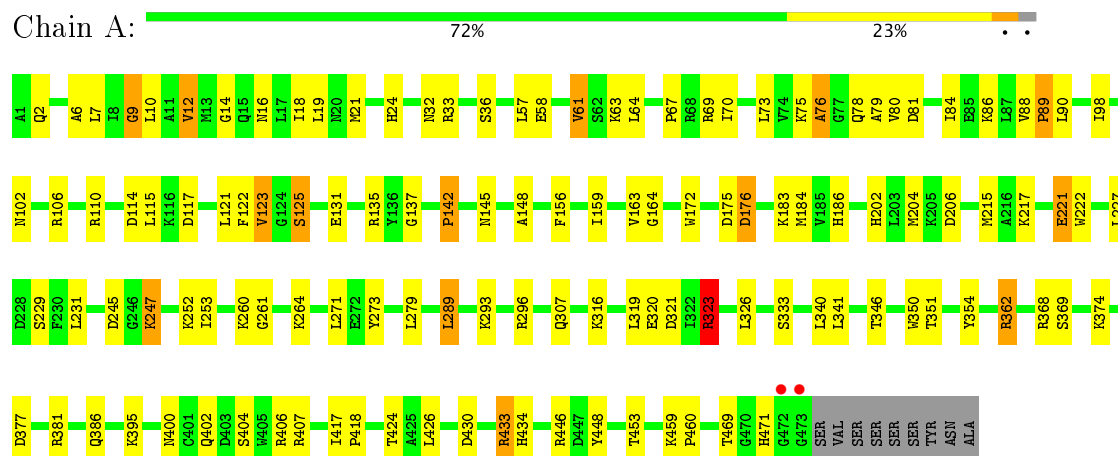 Chain A:
72% 23% • •
A1 Q2 A6 L7 I8 G9 L10 A11 V12 M13 G14 Q15 N16 L17 I18 L19 N20 M21 H24 N32 R33 S36 L57 E58 V61 S62 K63 L64 P67 R68 R69 I70 L73 V74 K75 A76 G77 Q78 A79 V80 D81 I84 E85 K86 L87 V88 P89 L90 I98
N102 R106 R110 D114 L115 K116 D117 L121 F122 V123 G124 S125 E131 R135 Y136 G137 P142 N145 A148 F156 I159 V163 G164 W172 D175 D176 K183 M184 V185 H186 H202 L203 M204 K205 D206 M215 A216 K217 E221 W222 L227
D228 S229 F230 L231 D245 G246 K247 K252 I253 K260 G261 K264 L271 E272 Y273 L279 L289 K293 R296 Q307 K316 L319 E320 D321 I322 R323 L326 S333 L340 L341 T346 W350 T351 Y354 R362 R368 S369 K374
D377 R381 Q386 K395 N400 G401 Q402 D403 S404 W405 R406 R407 I417 P418 T424 A425 L426 D430 R433 H434 R446 D447 Y448 T453 K459 P460 T469 G470 H471 G472 G473 SER VAL SER SER SER SER TYR ASN ALA